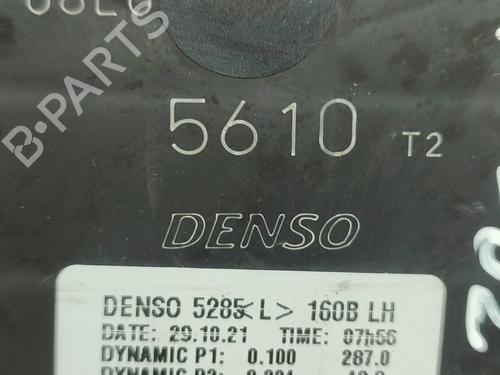 B-PARTS
5610 T2
DENSO
DENSO 5285<L> 160B LH
DATE: 29.10.21 TIME: 07h56
DYNAMIC P1: 0.100 287.0